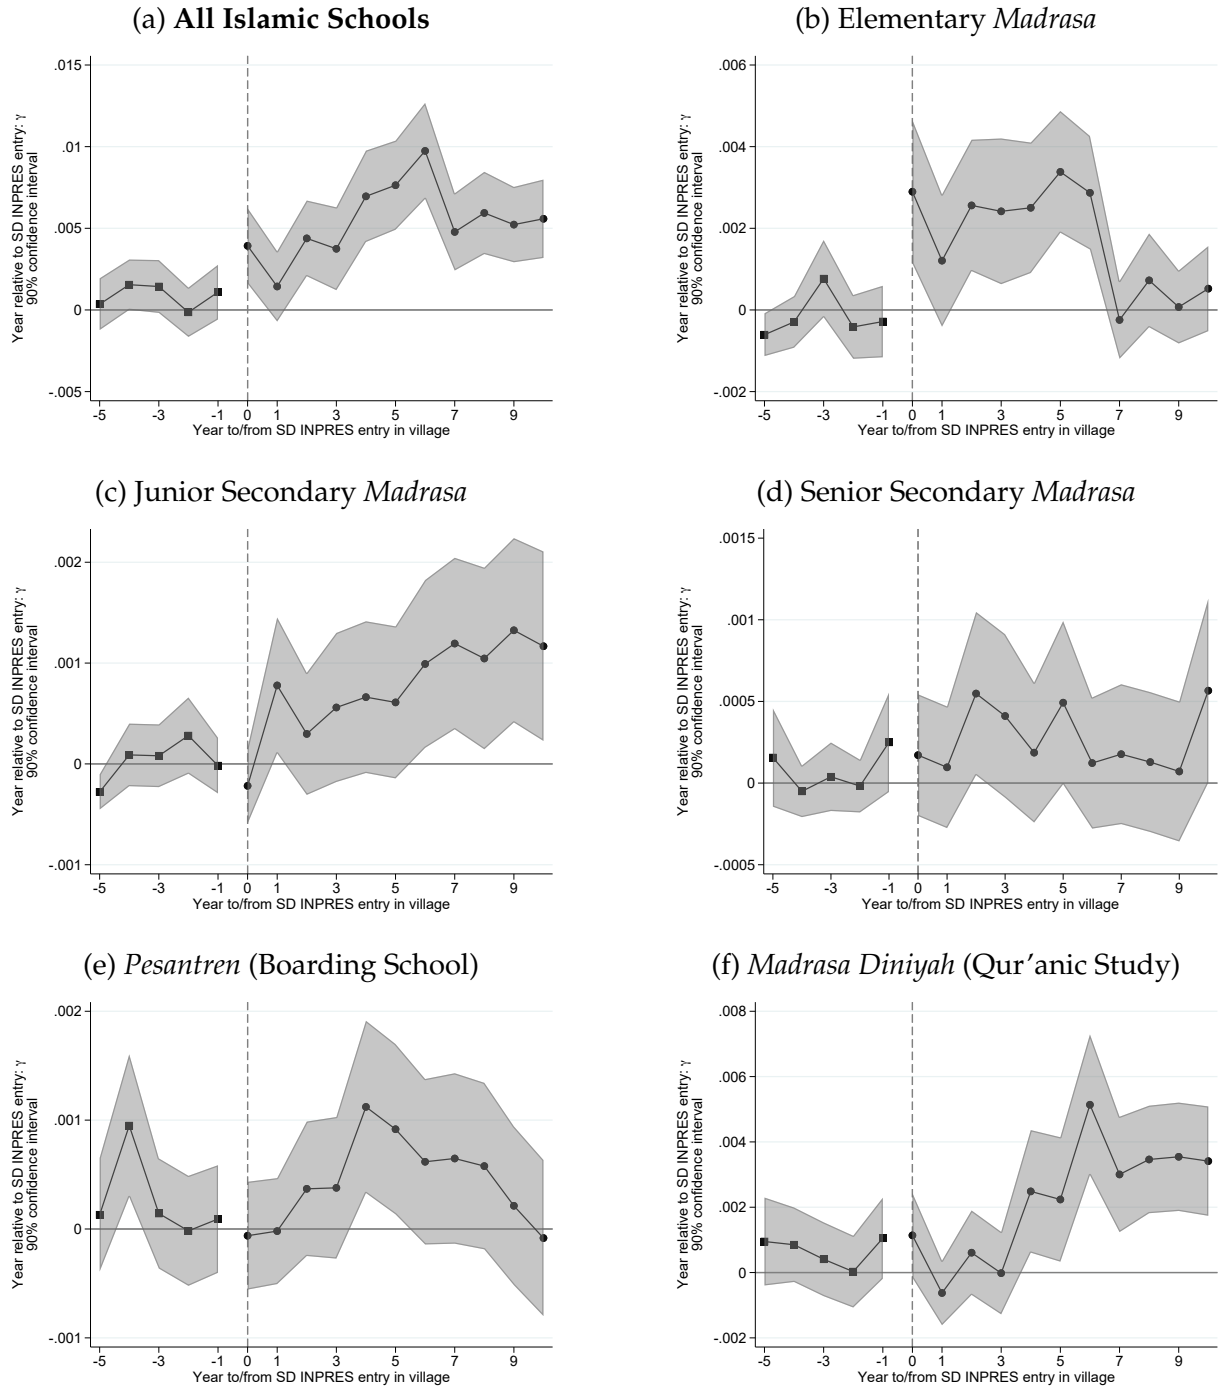 (a) All Islamic Schools
.015
.01
.005
0
-.005
Year relative to SD INPRES entry: γ
90% confidence interval
-5 -3 -1 0 1 3 5 7 9
Year to/from SD INPRES entry in village
(b) Elementary Madrasa
.006
.004
.002
0
-.002
Year relative to SD INPRES entry: γ
90% confidence interval
-5 -3 -1 0 1 3 5 7 9
Year to/from SD INPRES entry in village
(c) Junior Secondary Madrasa
.002
.001
0
-.001
Year relative to SD INPRES entry: γ
90% confidence interval
-5 -3 -1 0 1 3 5 7 9
Year to/from SD INPRES entry in village
(d) Senior Secondary Madrasa
.0015
.001
.0005
0
-.0005
Year relative to SD INPRES entry: γ
90% confidence interval
-5 -3 -1 0 1 3 5 7 9
Year to/from SD INPRES entry in village
(e) Pesantren (Boarding School)
.002
.001
0
-.001
Year relative to SD INPRES entry: γ
90% confidence interval
-5 -3 -1 0 1 3 5 7 9
Year to/from SD INPRES entry in village
(f) Madrasa Diniyah (Qur’anic Study)
.008
.006
.004
.002
0
-.002
Year relative to SD INPRES entry: γ
90% confidence interval
-5 -3 -1 0 1 3 5 7 9
Year to/from SD INPRES entry in village